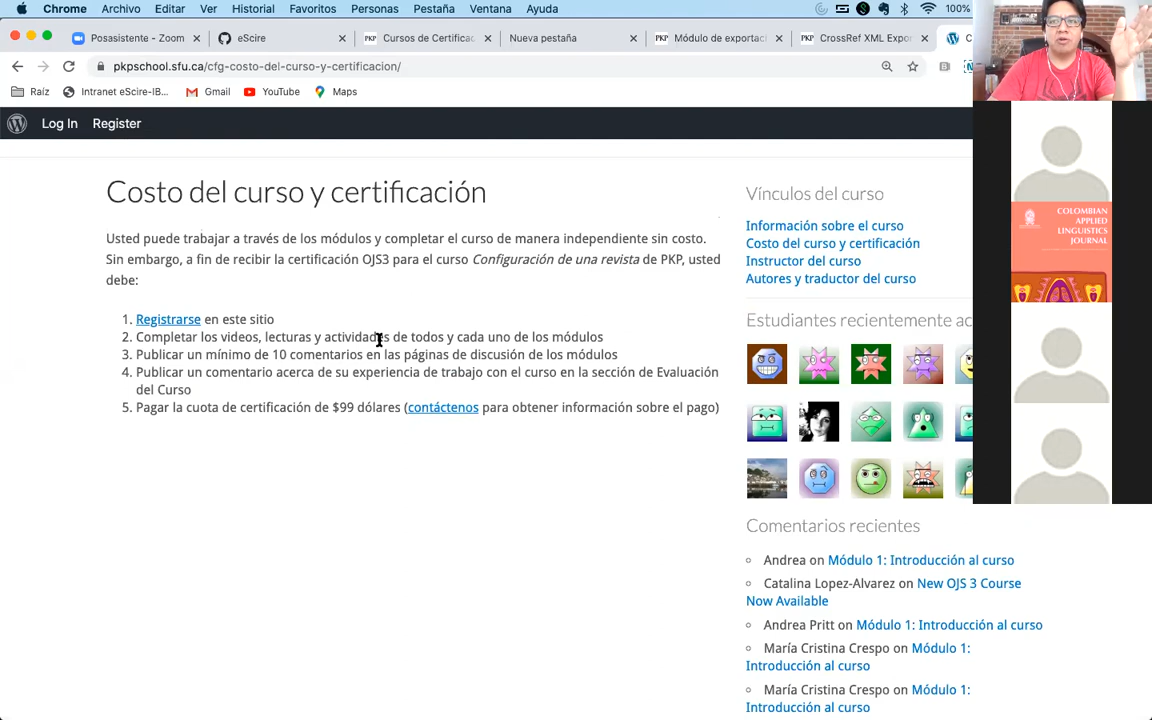 Chrome Archivo Editar Ver Historial Favoritos Personas Pestaña Ventana Ayuda 100%
Posasistente - Zoom eScire Cursos de Certificac Nueva pestaña Módulo de exportac CrossRef XML Expor
pkpschool.sfu.ca/cfg-costo-del-curso-y-certificacion/
Raíz Intranet eScire-IB... Gmail YouTube Maps
Log In Register
Costo del curso y certificación
Usted puede trabajar a través de los módulos y completar el curso de manera independiente sin costo.
Sin embargo, a fin de recibir la certificación OJS3 para el curso Configuración de una revista de PKP, usted
debe:
1. Registrarse en este sitio
2. Completar los videos, lecturas y actividades de todos y cada uno de los módulos
3. Publicar un mínimo de 10 comentarios en las páginas de discusión de los módulos
4. Publicar un comentario acerca de su experiencia de trabajo con el curso en la sección de Evaluación
del Curso
5. Pagar la cuota de certificación de $99 dólares (contáctenos para obtener información sobre el pago)
Vínculos del curso
Información sobre el curso
Costo del curso y certificación
Instructor del curso
Autores y traductor del curso
Estudiantes recientemente ac
Comentarios recientes
Andrea on Módulo 1: Introducción al curso
Catalina Lopez-Alvarez on New OJS 3 Course
Now Available
Andrea Pritt on Módulo 1: Introducción al curso
María Cristina Crespo on Módulo 1:
Introducción al curso
María Cristina Crespo on Módulo 1:
Introducción al curso
COLOMBIAN
APPLIED
LINGUISTICS
JOURNAL